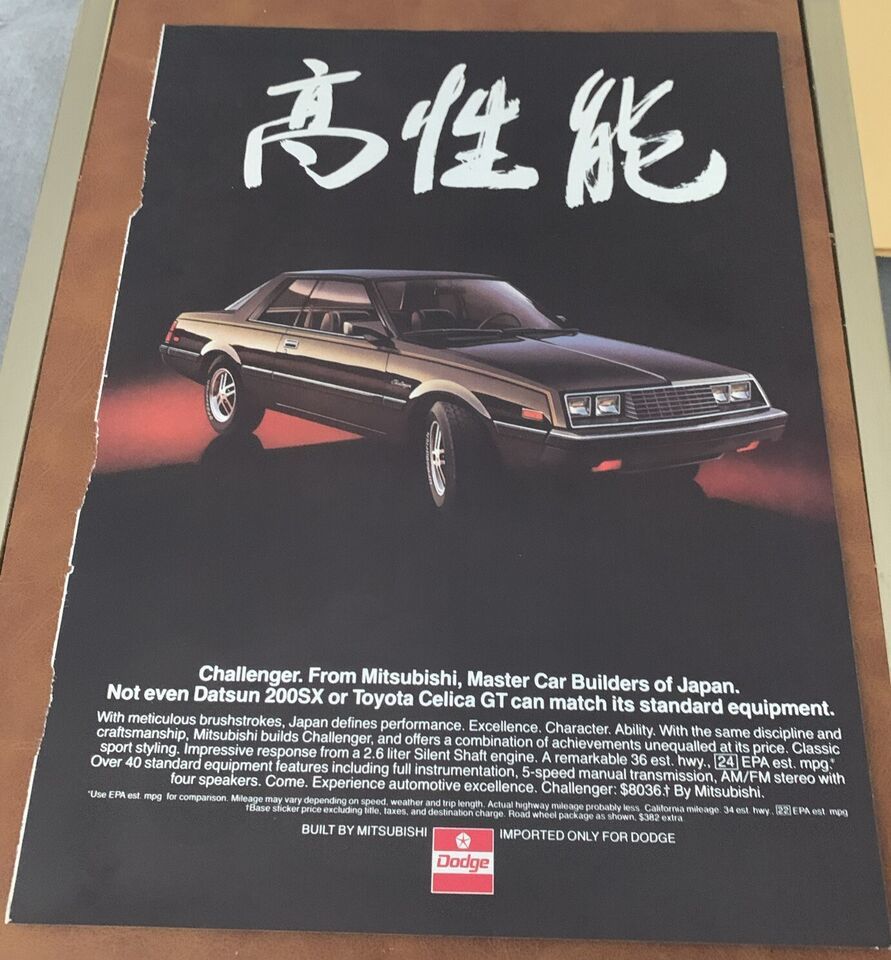 高性能
Challenger. From Mitsubishi, Master Car Builders of Japan.
Not even Datsun 200SX or Toyota Celica GT can match its standard equipment.
With meticulous brushstrokes, Japan defines performance. Excellence. Character. Ability. With the same discipline and
craftsmanship, Mitsubishi builds Challenger, and offers a combination of achievements unequalled at its price. Classic
sport styling. Impressive response from a 2.6 liter Silent Shaft engine. A remarkable 36 est. hwy., 24 EPA est. mpg.*
Over 40 standard equipment features including full instrumentation, 5-speed manual transmission, AM/FM stereo with
four speakers. Come. Experience automotive excellence. Challenger: $8036.† By Mitsubishi.
*Use EPA est. mpg for comparison. Mileage may vary depending on speed, weather and trip length. Actual highway mileage probably less. California mileage: 34 est. hwy., 22 EPA est. mpg
†Base sticker price excluding title, taxes, and destination charge. Road wheel package as shown, $382 extra.
BUILT BY MITSUBISHI Dodge IMPORTED ONLY FOR DODGE